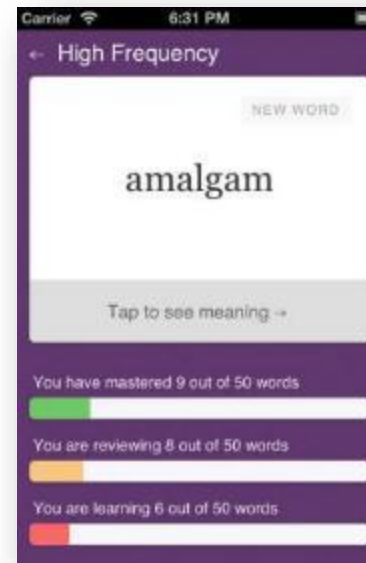 Carrier 6:31 PM
← High Frequency
NEW WORD
amalgam
Tap to see meaning →
You have mastered 9 out of 50 words
You are reviewing 8 out of 50 words
You are learning 6 out of 50 words